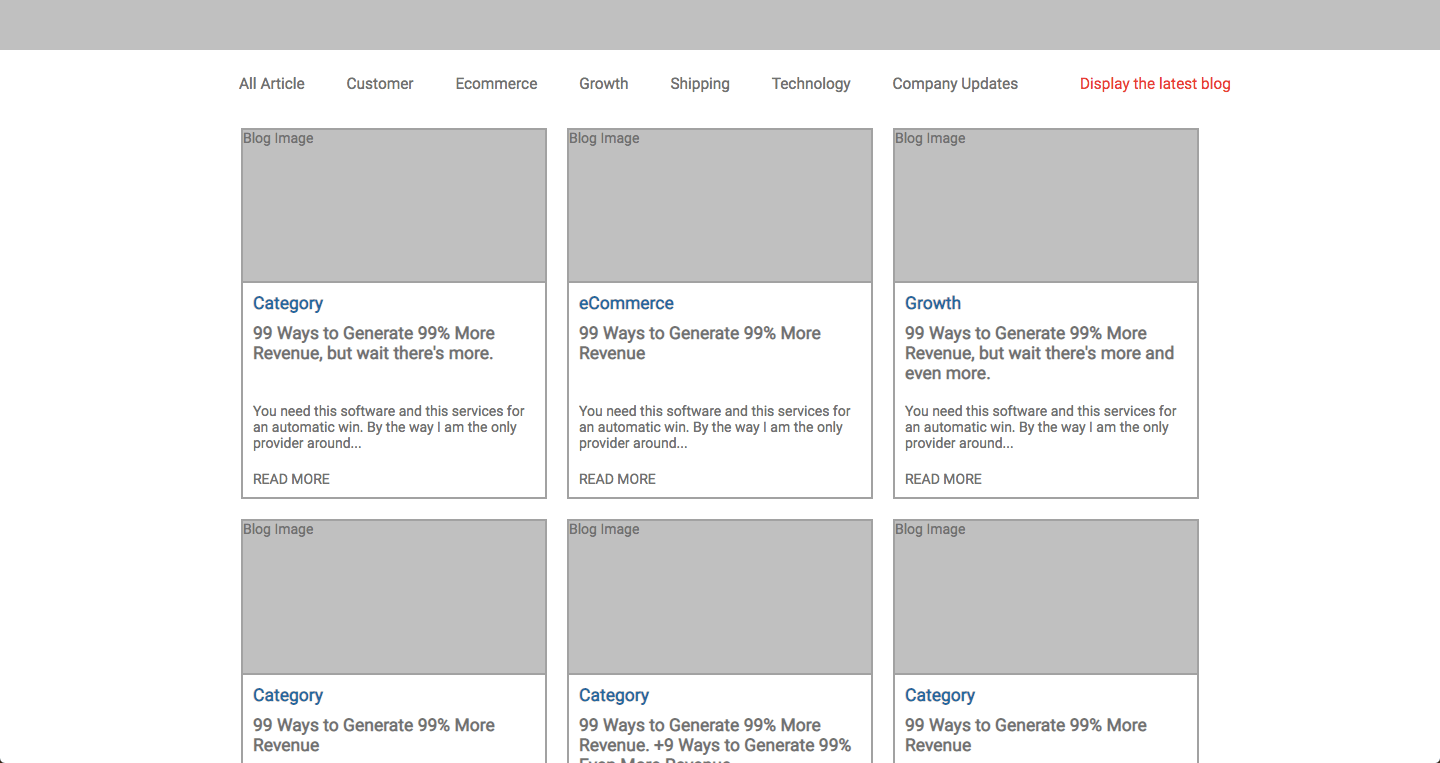 All Article Customer Ecommerce Growth Shipping Technology Company Updates Display the latest blog
Blog Image
Category
99 Ways to Generate 99% More
Revenue, but wait there's more.
You need this software and this services for
an automatic win. By the way I am the only
provider around...
READ MORE
Blog Image
eCommerce
99 Ways to Generate 99% More
Revenue
You need this software and this services for
an automatic win. By the way I am the only
provider around...
READ MORE
Blog Image
Growth
99 Ways to Generate 99% More
Revenue, but wait there's more and
even more.
You need this software and this services for
an automatic win. By the way I am the only
provider around...
READ MORE
Blog Image
Category
99 Ways to Generate 99% More
Revenue
Blog Image
Category
99 Ways to Generate 99% More
Revenue. +9 Ways to Generate 99%
Even More Revenue
Blog Image
Category
99 Ways to Generate 99% More
Revenue